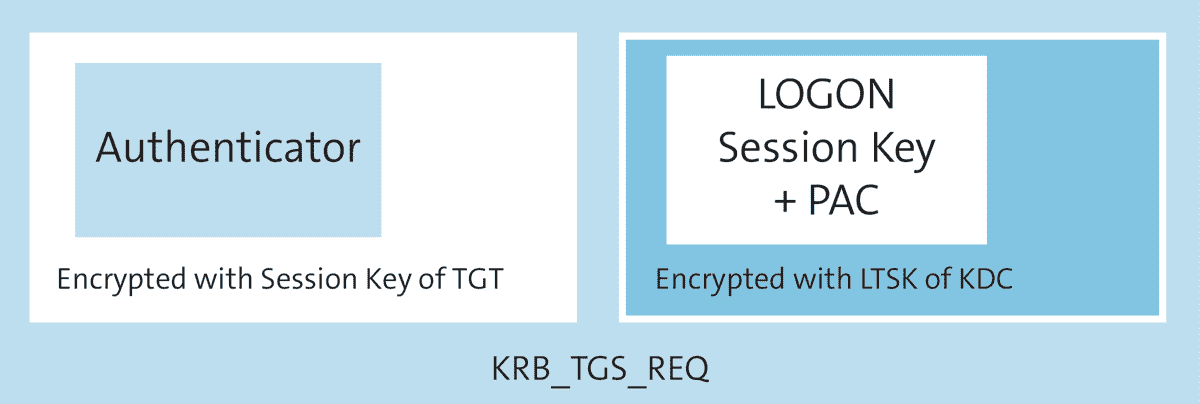 Authenticator
Encrypted with Session Key of TGT
LOGON
Session Key
+ PAC
Encrypted with LTSK of KDC
KRB_TGS_REQ